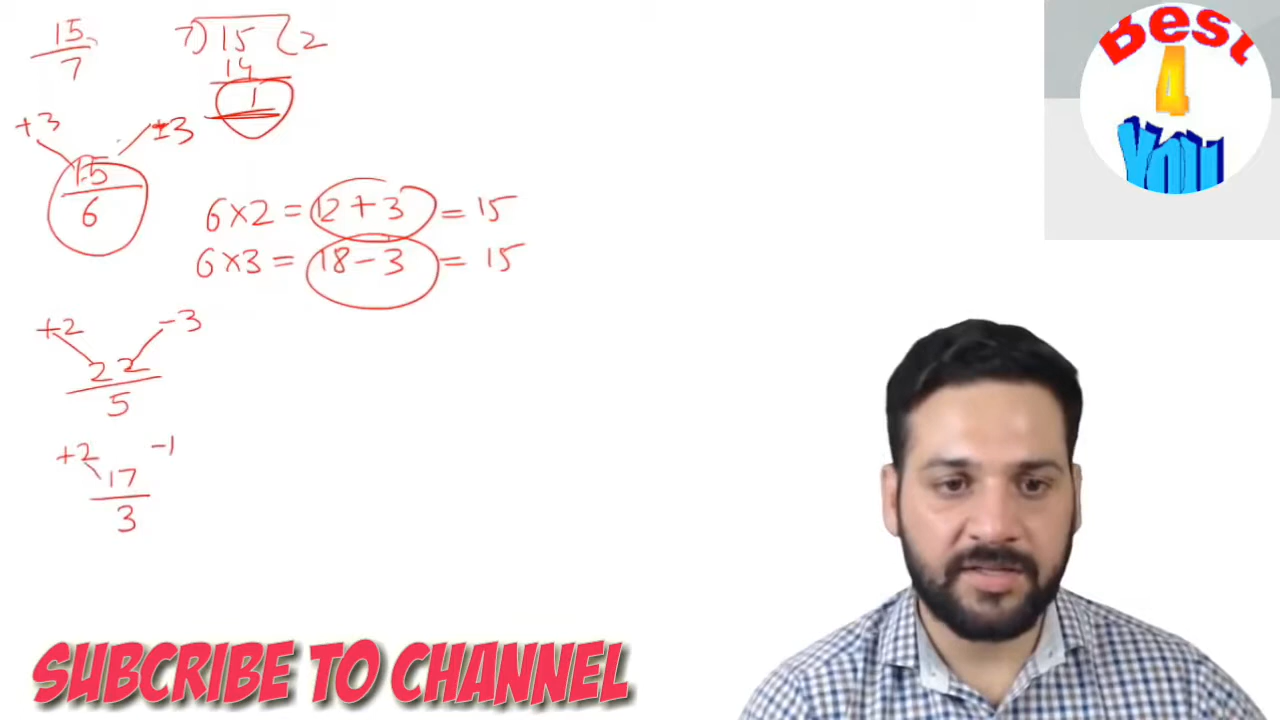 15
7
7) 15 ( 2
14
1
+3 ±3
15
6
6×2 = 12+3 = 15
6×3 = 18-3 = 15
+2 -3
22
5
+2 -1
17
3
Best
4
You
SUBCRIBE TO CHANNEL